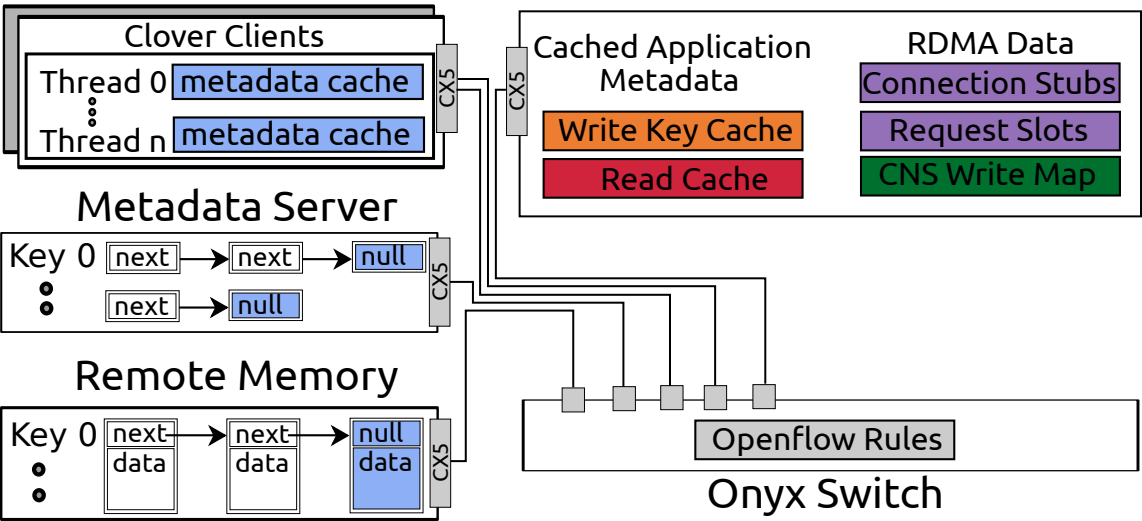 Clover Clients
Thread 0 metadata cache
Thread n metadata cache
CX5
CX5
Cached Application
Metadata
Write Key Cache
Read Cache
RDMA Data
Connection Stubs
Request Slots
CNS Write Map
Metadata Server
Key 0 next next null
next null
CX5
Remote Memory
Key 0 next next null
data data data
CX5
Openflow Rules
Onyx Switch